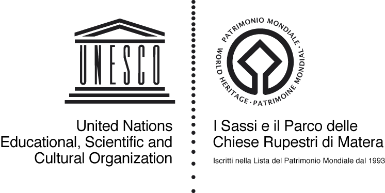 UNESCO
United Nations
Educational, Scientific and
Cultural Organization
PATRIMONIO MONDIALE • WORLD HERITAGE • PATRIMOINE MONDIAL •
I Sassi e il Parco delle
Chiese Rupestri di Matera
Iscritti nella Lista del Patrimonio Mondiale dal 1993